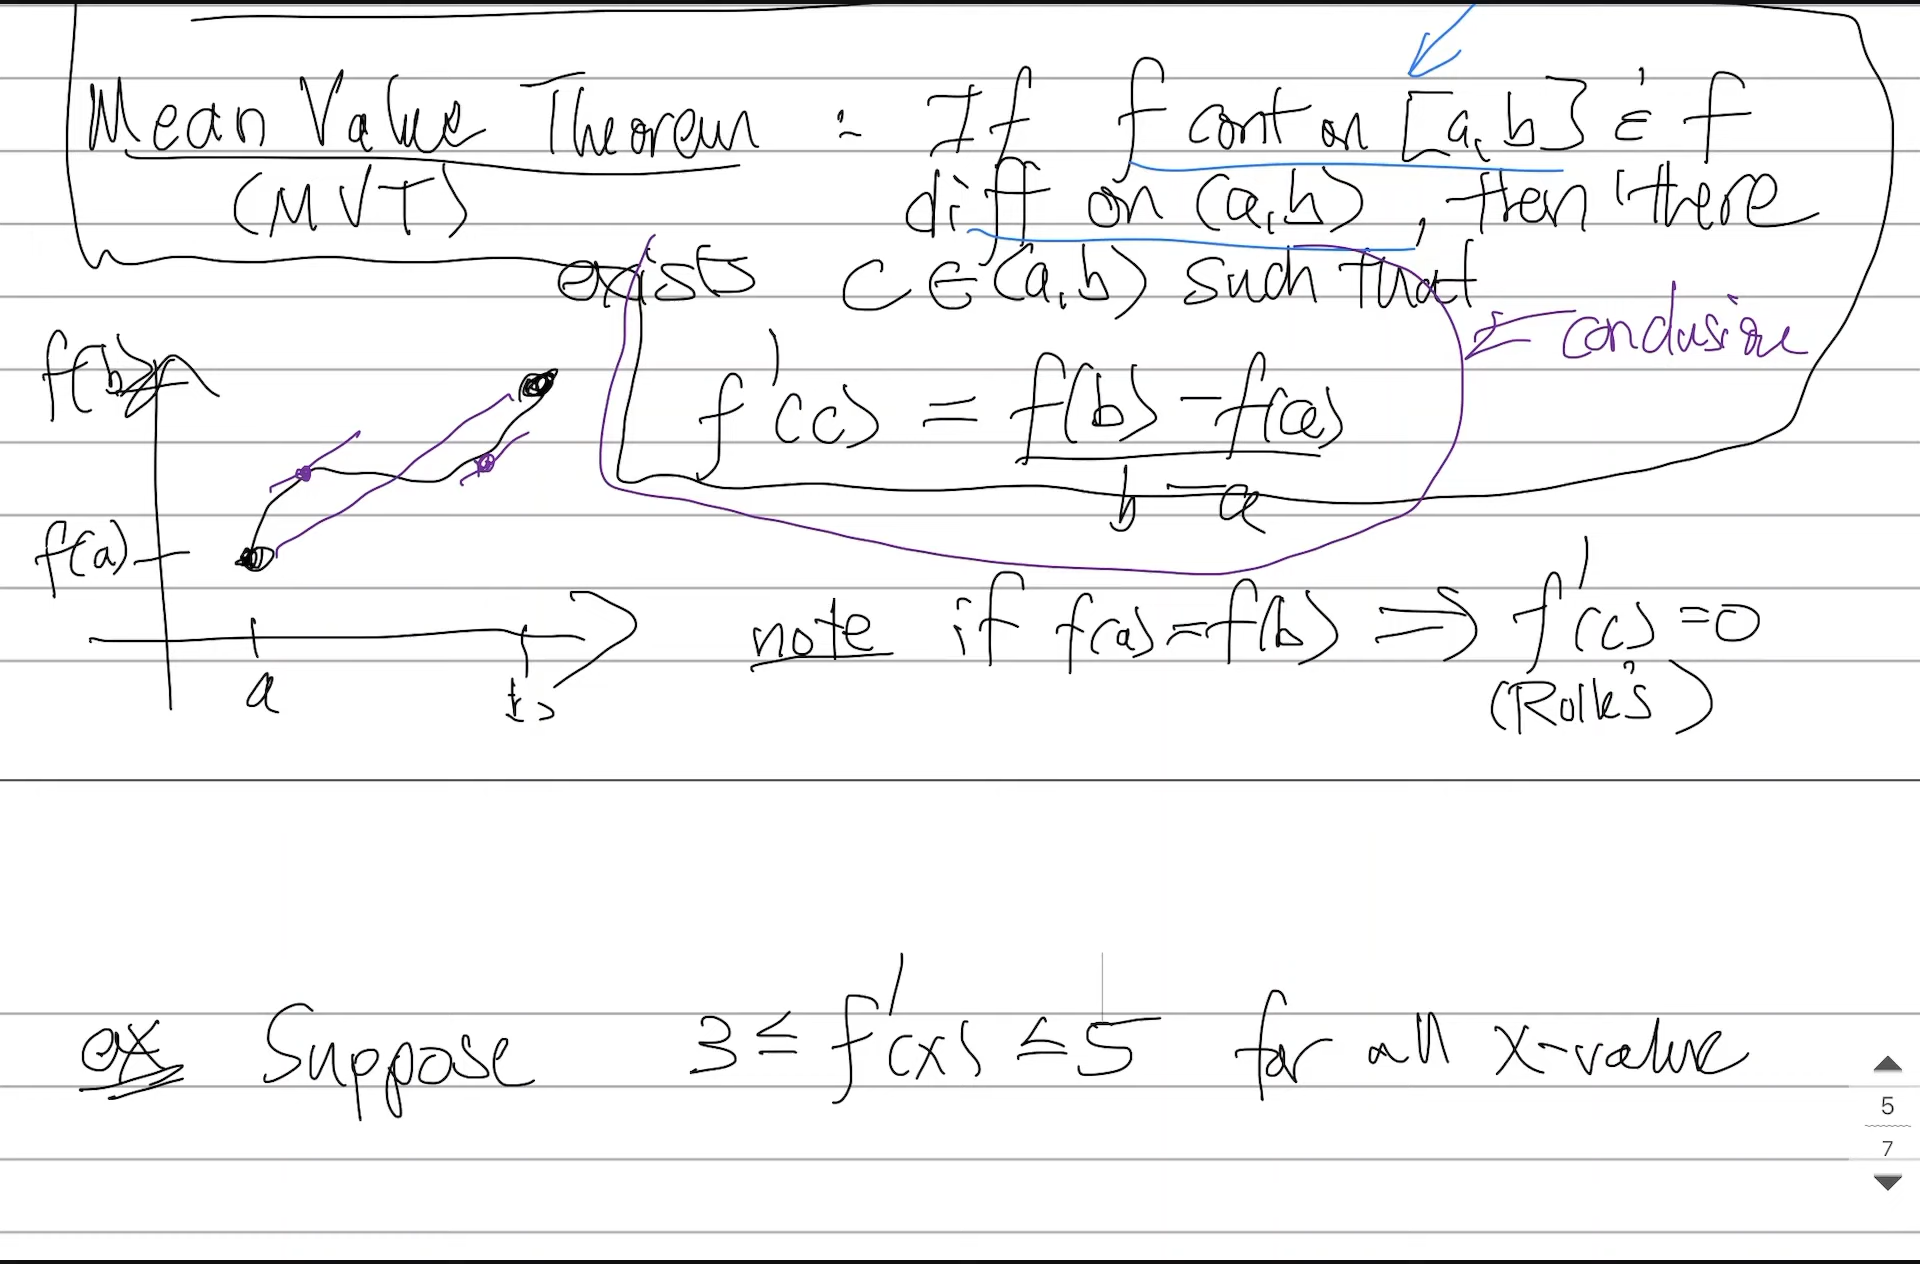 Mean Value Theorem : If f cont on [a,b] & f
(MVT) diff on (a,b), then there
exists c ∈ (a,b) such that
← conclusion
f'(c) = f(b) - f(a)
b - a
f(b)
f(a)
a b
note if f(a) = f(b) ⟹ f'(c) = 0
(Rolle's)
ex Suppose 3 ≤ f'(x) ≤ 5 for all x-value
5
7